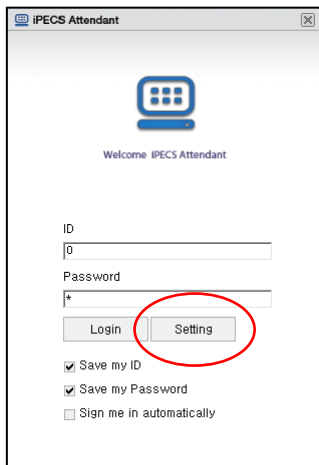 iPECS Attendant
Welcome IPECS Attendant
ID
0
Password
*
Login Setting
Save my ID
Save my Password
Sign me in automatically